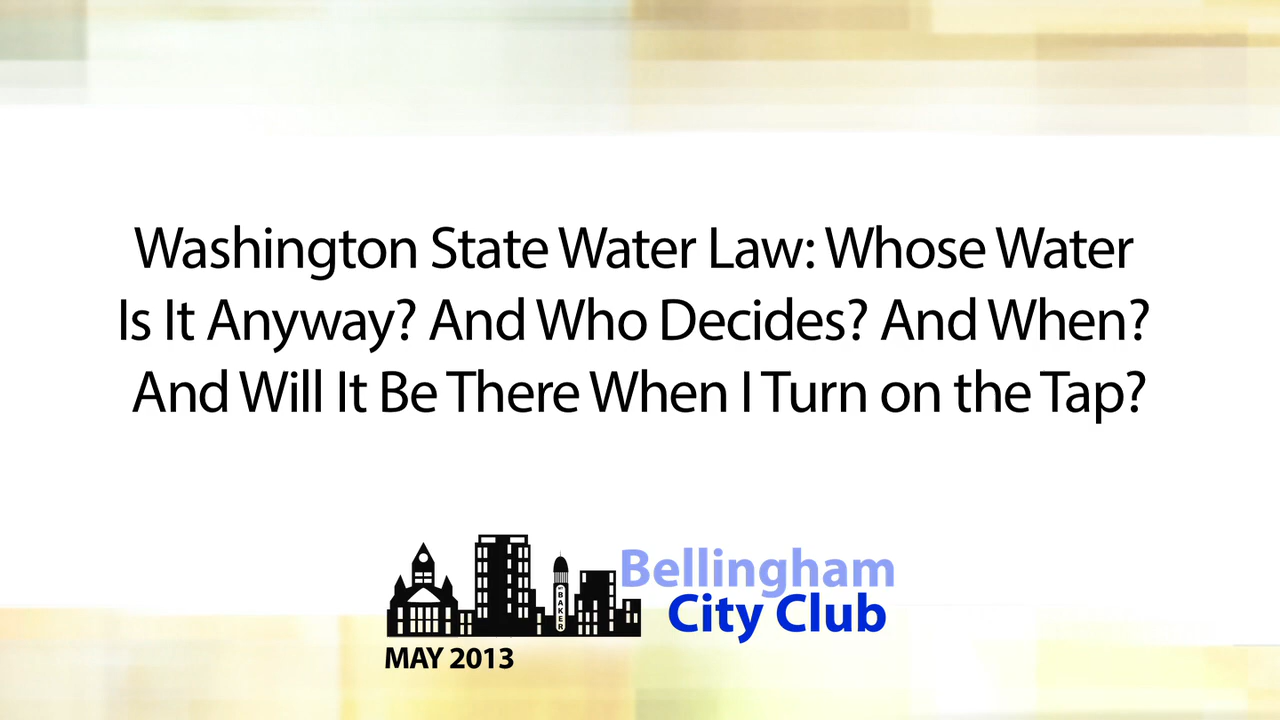 Washington State Water Law: Whose Water
Is It Anyway? And Who Decides? And When?
And Will It Be There When I Turn on the Tap?
BAKER
Bellingham
City Club
MAY 2013